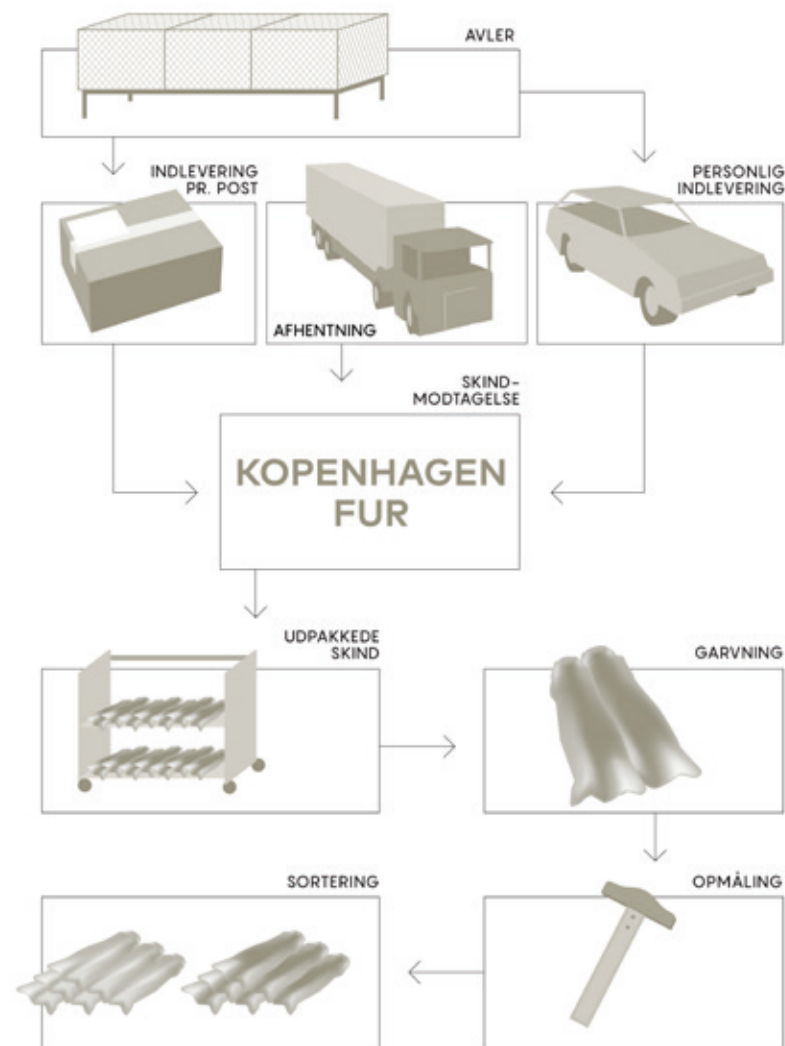 AVLER
INDLEVERING
PR. POST
AFHENTNING
PERSONLIG
INDLEVERING
SKIND-
MODTAGELSE
KOPENHAGEN
FUR
UDPAKKEDE
SKIND
GARVNING
OPMÅLING
SORTERING